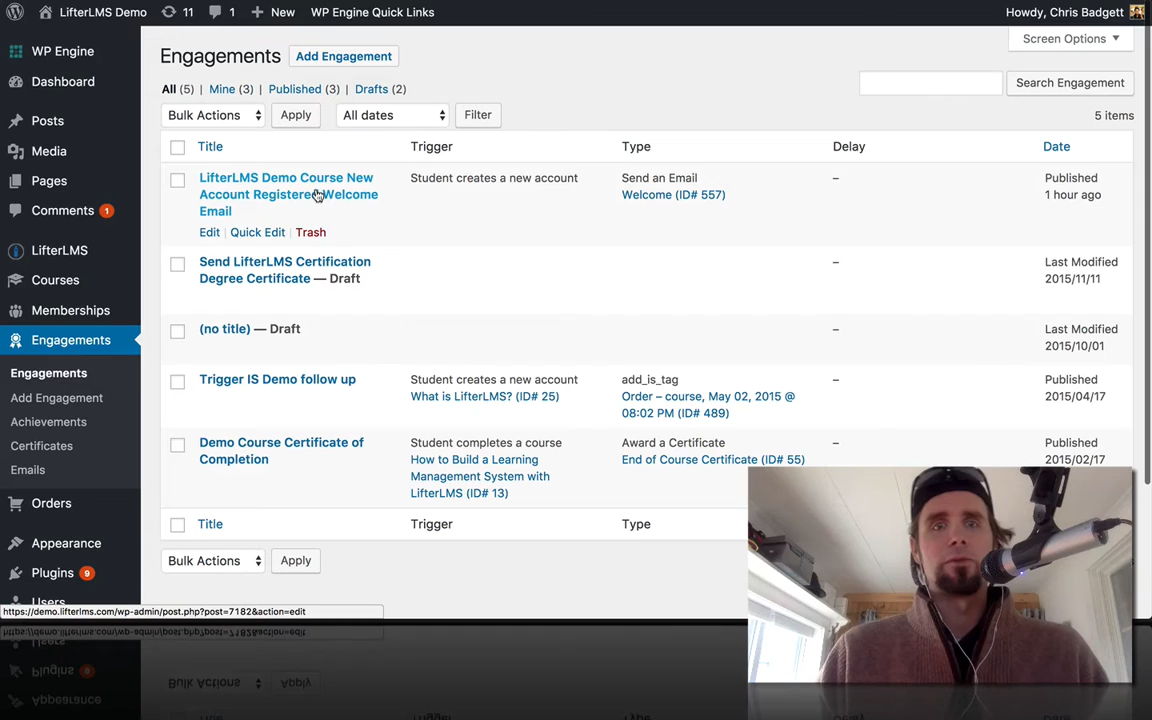 LifterLMS Demo 11 1 New WP Engine Quick Links Howdy, Chris Badgett
Screen Options
WP Engine
Dashboard
Posts
Media
Pages
Comments 1
LifterLMS
Courses
Memberships
Engagements
Engagements
Add Engagement
Achievements
Certificates
Emails
Orders
Appearance
Plugins 9
Users
Engagements Add Engagement
All (5) | Mine (3) | Published (3) | Drafts (2)
Search Engagement
Bulk Actions Apply All dates Filter
5 items
Title Trigger Type Delay Date
LifterLMS Demo Course New
Account Registered Welcome
Email
Edit | Quick Edit | Trash
Student creates a new account
Send an Email
Welcome (ID# 557)
–
Published
1 hour ago
Send LifterLMS Certification
Degree Certificate — Draft
–
Last Modified
2015/11/11
(no title) — Draft
–
Last Modified
2015/10/01
Trigger IS Demo follow up
Student creates a new account
What is LifterLMS? (ID# 25)
add_is_tag
Order – course, May 02, 2015 @
08:02 PM (ID# 489)
–
Published
2015/04/17
Demo Course Certificate of
Completion
Student completes a course
How to Build a Learning
Management System with
LifterLMS (ID# 13)
Award a Certificate
End of Course Certificate (ID# 55)
–
Published
2015/02/17
Title Trigger Type
Bulk Actions Apply
https://demo.lifterlms.com/wp-admin/post.php?post=7182&action=edit